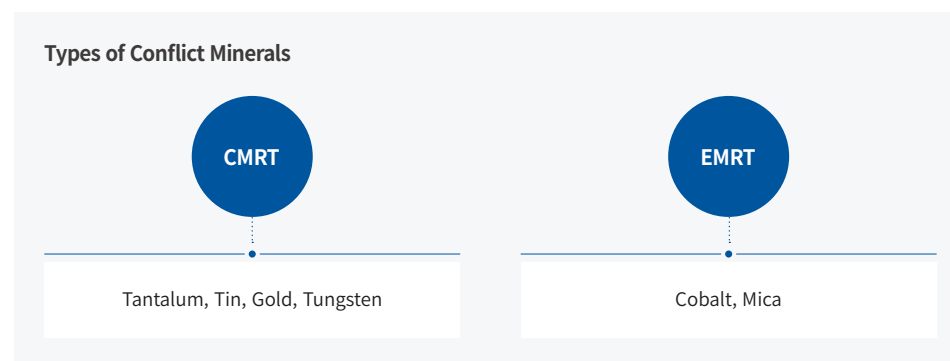 Types of Conflict Minerals
CMRT
EMRT
Tantalum, Tin, Gold, Tungsten
Cobalt, Mica